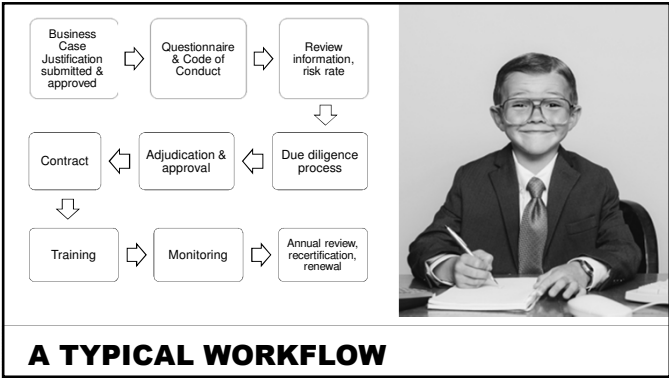 Business
Case
Justification
submitted &
approved
Questionnaire
& Code of
Conduct
Review
information,
risk rate
Due diligence
process
Adjudication &
approval
Contract
Training
Monitoring
Annual review,
recertification,
renewal
A TYPICAL WORKFLOW